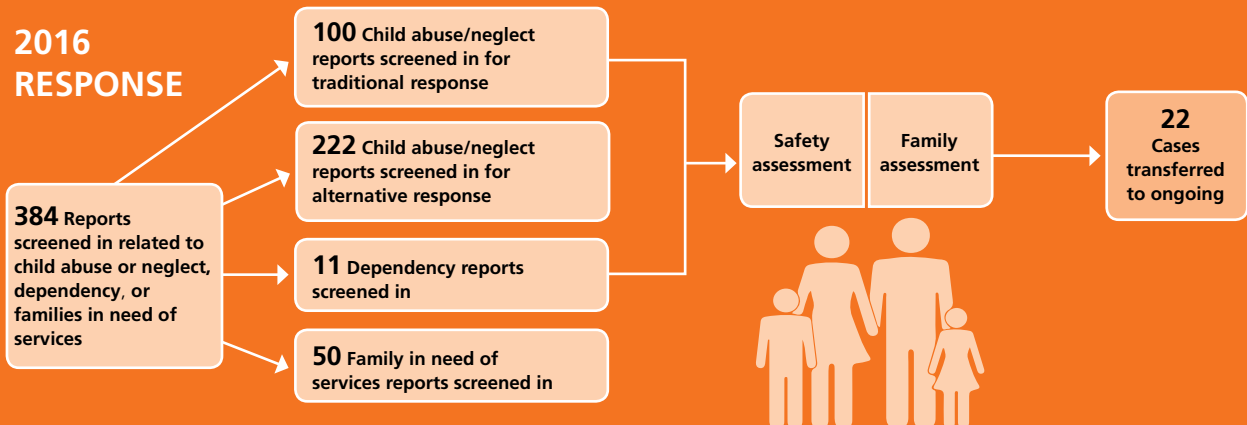 2016
RESPONSE
384 Reports
screened in related to
child abuse or neglect,
dependency, or
families in need of
services
100 Child abuse/neglect
reports screened in for
traditional response
222 Child abuse/neglect
reports screened in for
alternative response
11 Dependency reports
screened in
50 Family in need of
services reports screened in
Safety
assessment
Family
assessment
22
Cases
transferred
to ongoing